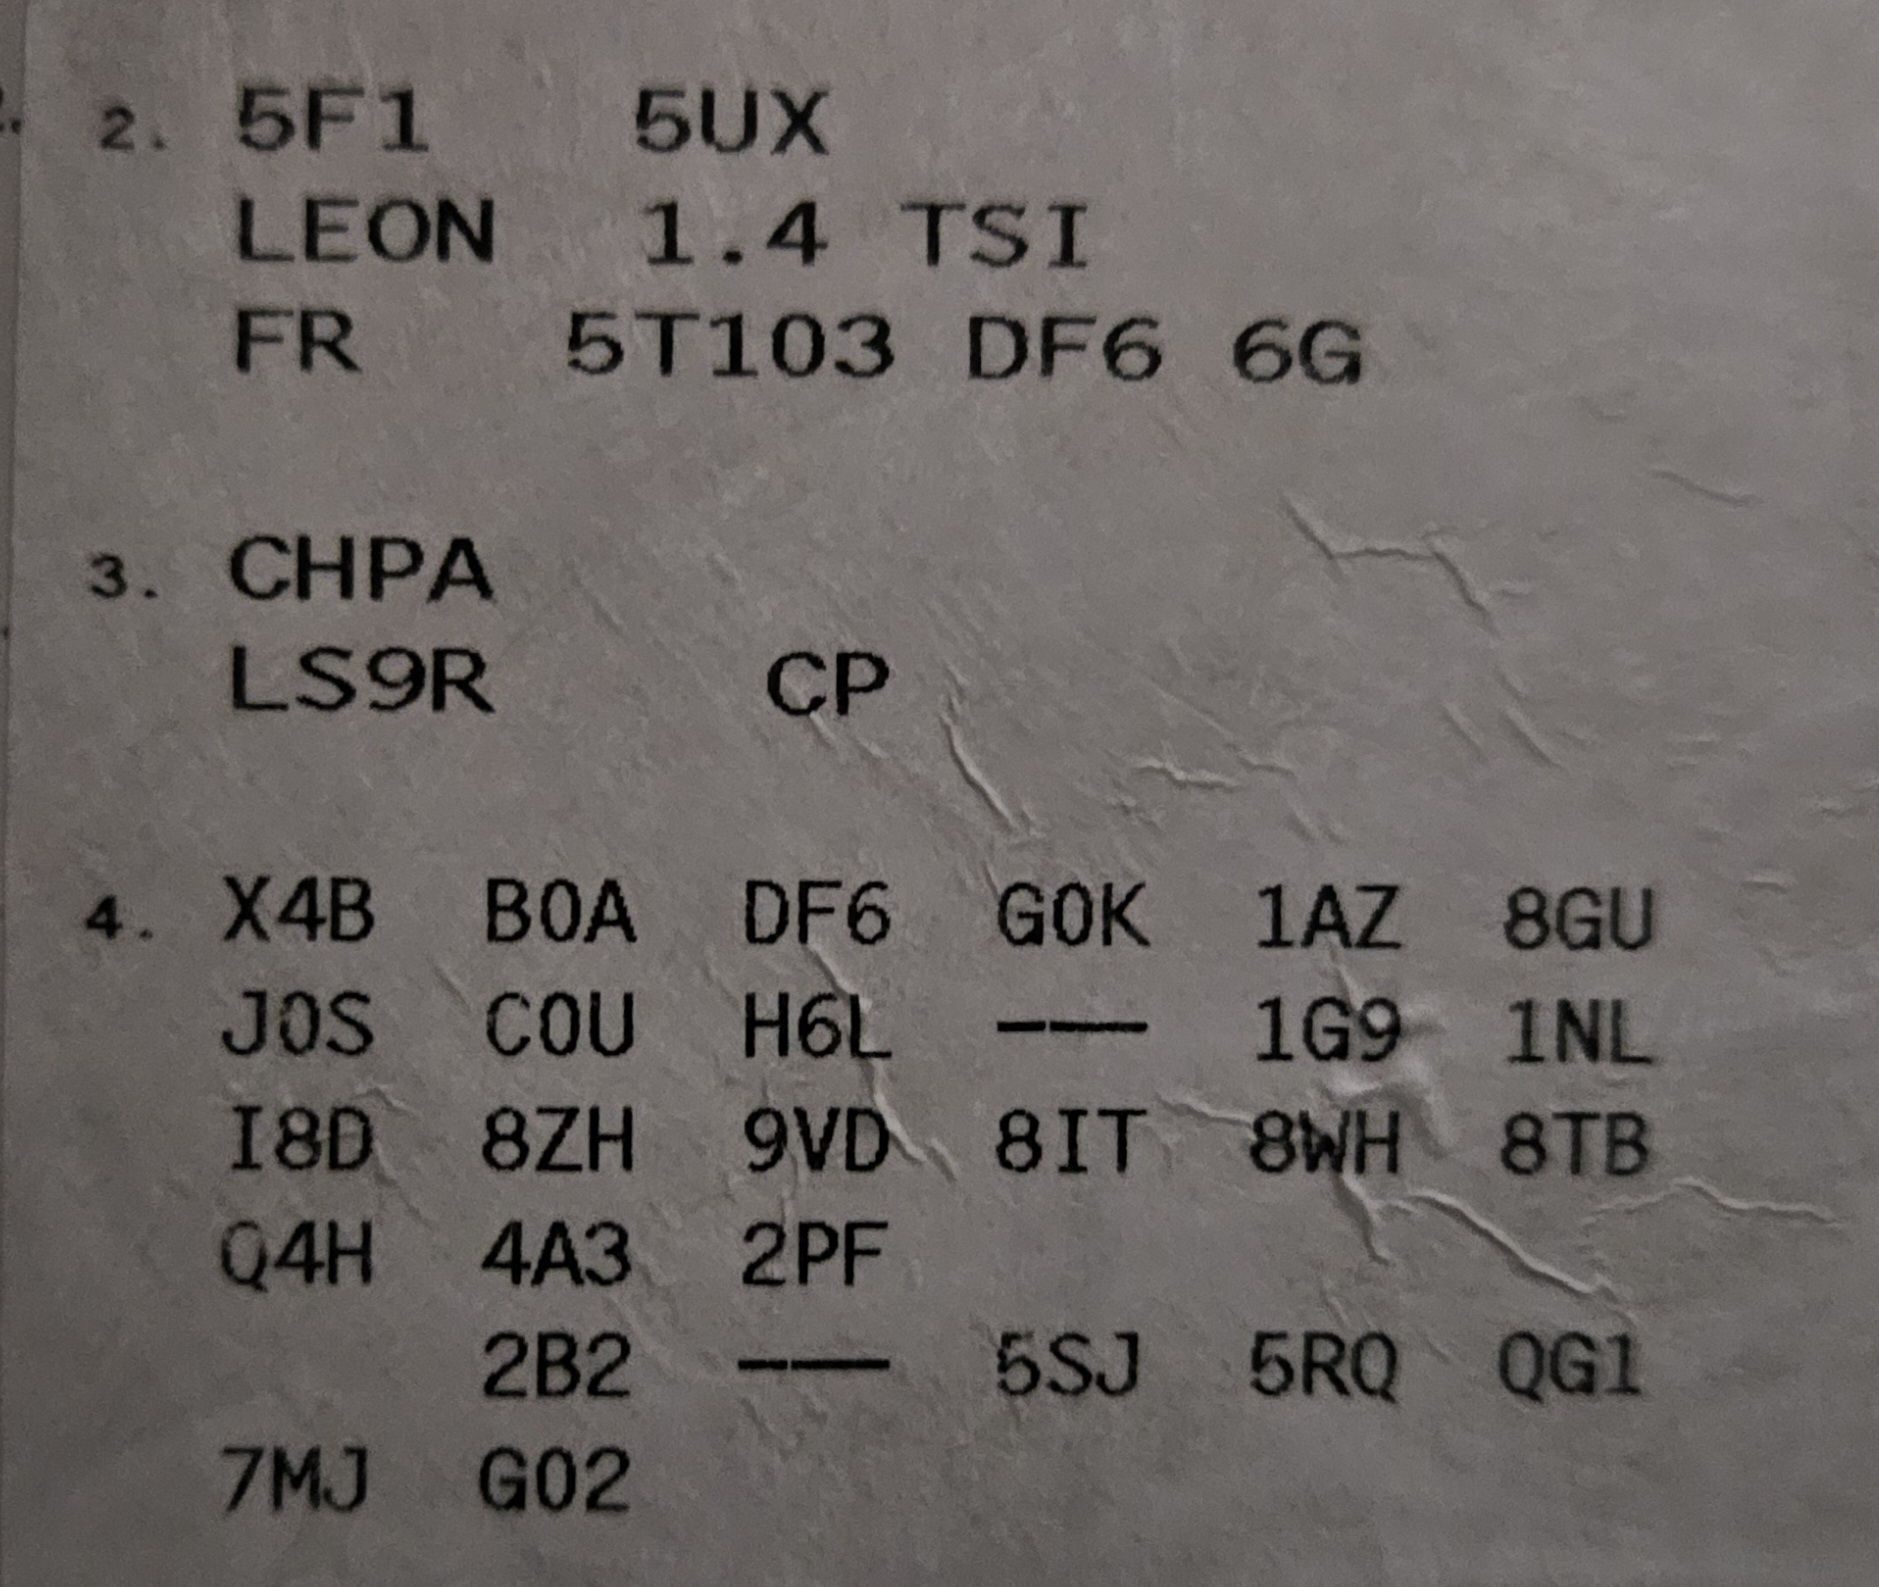 2. 5F1 5UX
LEON 1.4 TSI
FR 5T103 DF6 6G
3. CHPA
LS9R CP
4. X4B B0A DF6 G0K 1AZ 8GU
J0S C0U H6L --- 1G9 1NL
I8D 8ZH 9VD 8IT 8WH 8TB
Q4H 4A3 2PF
2B2 --- 5SJ 5RQ QG1
7MJ G02